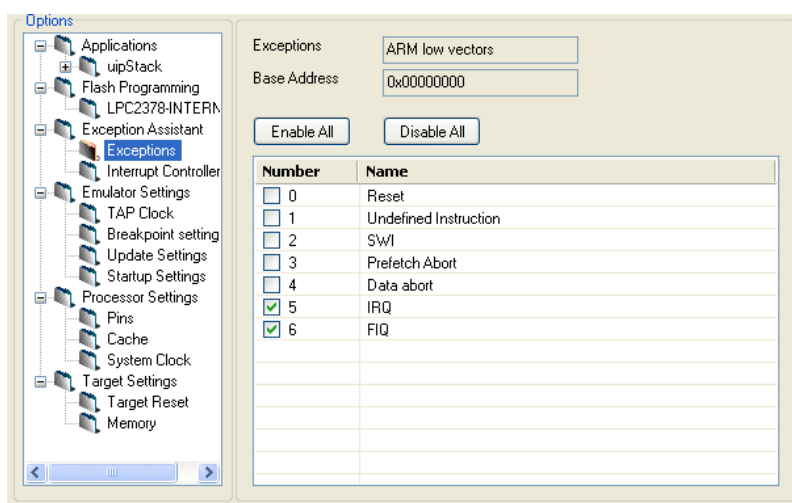 Options
Applications
uipStack
Flash Programming
LPC2378-INTERN
Exception Assistant
Exceptions
Interrupt Controller
Emulator Settings
TAP Clock
Breakpoint setting
Update Settings
Startup Settings
Processor Settings
Pins
Cache
System Clock
Target Settings
Target Reset
Memory
Exceptions ARM low vectors
Base Address 0x00000000
Enable All Disable All
Number Name
0 Reset
1 Undefined Instruction
2 SWI
3 Prefetch Abort
4 Data abort
5 IRQ
6 FIQ